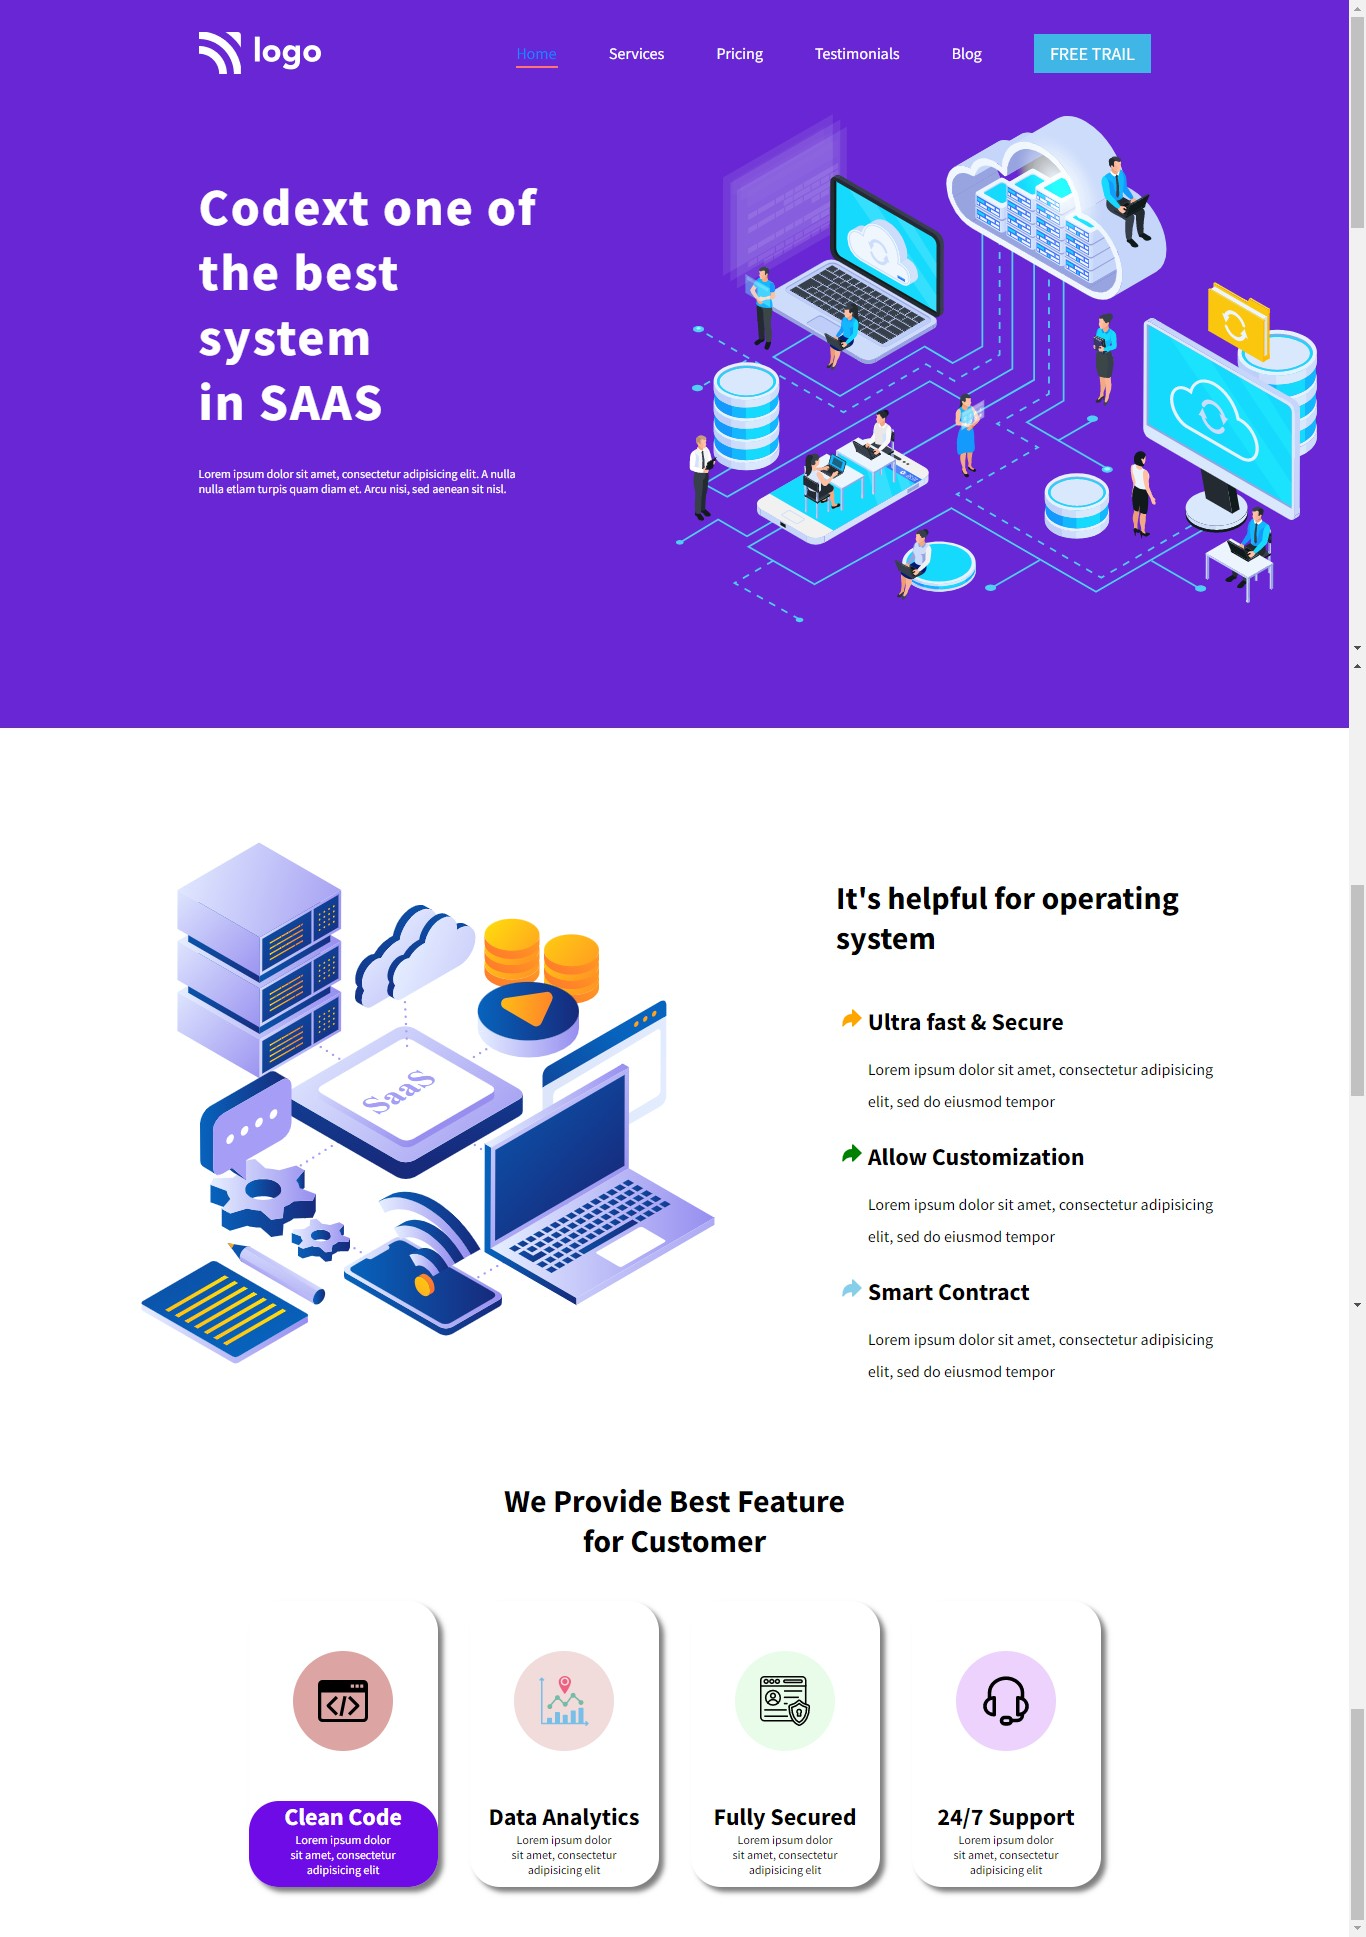 logo
Home Services Pricing Testimonials Blog FREE TRAIL
Codext one of
the best
system
in SAAS
Lorem ipsum dolor sit amet, consectetur adipisicing elit. A nulla
nulla etlam turpis quam diam et. Arcu nisi, sed aenean sit nisl.
SaaS
It's helpful for operating
system
Ultra fast & Secure
Lorem ipsum dolor sit amet, consectetur adipisicing
elit, sed do eiusmod tempor
Allow Customization
Lorem ipsum dolor sit amet, consectetur adipisicing
elit, sed do eiusmod tempor
Smart Contract
Lorem ipsum dolor sit amet, consectetur adipisicing
elit, sed do eiusmod tempor
We Provide Best Feature
for Customer
</>
Clean Code
Lorem ipsum dolor
sit amet, consectetur
adipisicing elit
Data Analytics
Lorem ipsum dolor
sit amet, consectetur
adipisicing elit
Fully Secured
Lorem ipsum dolor
sit amet, consectetur
adipisicing elit
24/7 Support
Lorem ipsum dolor
sit amet, consectetur
adipisicing elit